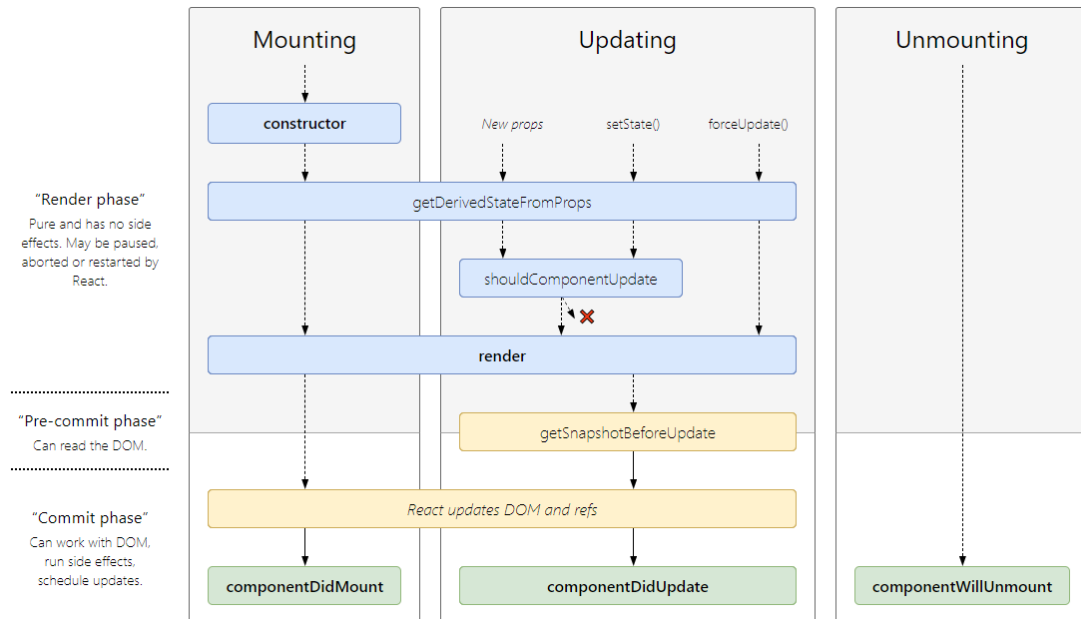 Mounting
Updating
Unmounting
constructor
New props
setState()
forceUpdate()
"Render phase"
Pure and has no side
effects. May be paused,
aborted or restarted by
React.
getDerivedStateFromProps
shouldComponentUpdate
render
"Pre-commit phase"
Can read the DOM.
getSnapshotBeforeUpdate
"Commit phase"
Can work with DOM,
run side effects,
schedule updates.
React updates DOM and refs
componentDidMount
componentDidUpdate
componentWillUnmount